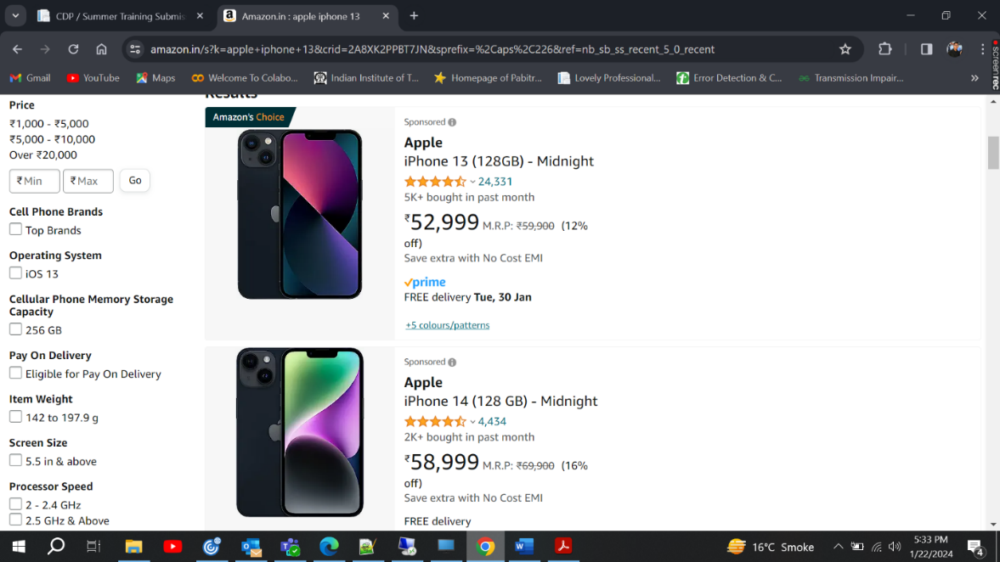 CDP / Summer Training Submis
Amazon.in : apple iphone 13
amazon.in/s?k=apple+iphone+13&crid=2A8XK2PPBT7JN&sprefix=%2Caps%2C226&ref=nb_sb_ss_recent_5_0_recent
Gmail
YouTube
Maps
Welcome To Colabo...
Indian Institute of T...
Homepage of Pabitr...
Lovely Professional...
Error Detection & C...
Transmission Impair...
screenrec
Price
₹1,000 - ₹5,000
₹5,000 - ₹10,000
Over ₹20,000
₹ Min
₹ Max
Go
Cell Phone Brands
Top Brands
Operating System
iOS 13
Cellular Phone Memory Storage
Capacity
256 GB
Pay On Delivery
Eligible for Pay On Delivery
Item Weight
142 to 197.9 g
Screen Size
5.5 in & above
Processor Speed
2 - 2.4 GHz
2.5 GHz & Above
Results
Amazon's Choice
Sponsored
Apple
iPhone 13 (128GB) - Midnight
24,331
5K+ bought in past month
₹52,999 M.R.P: ₹59,900 (12%
off)
Save extra with No Cost EMI
prime
FREE delivery Tue, 30 Jan
+5 colours/patterns
Sponsored
Apple
iPhone 14 (128 GB) - Midnight
4,434
2K+ bought in past month
₹58,999 M.R.P: ₹69,900 (16%
off)
Save extra with No Cost EMI
FREE delivery
16°C Smoke
5:33 PM
1/22/2024
4